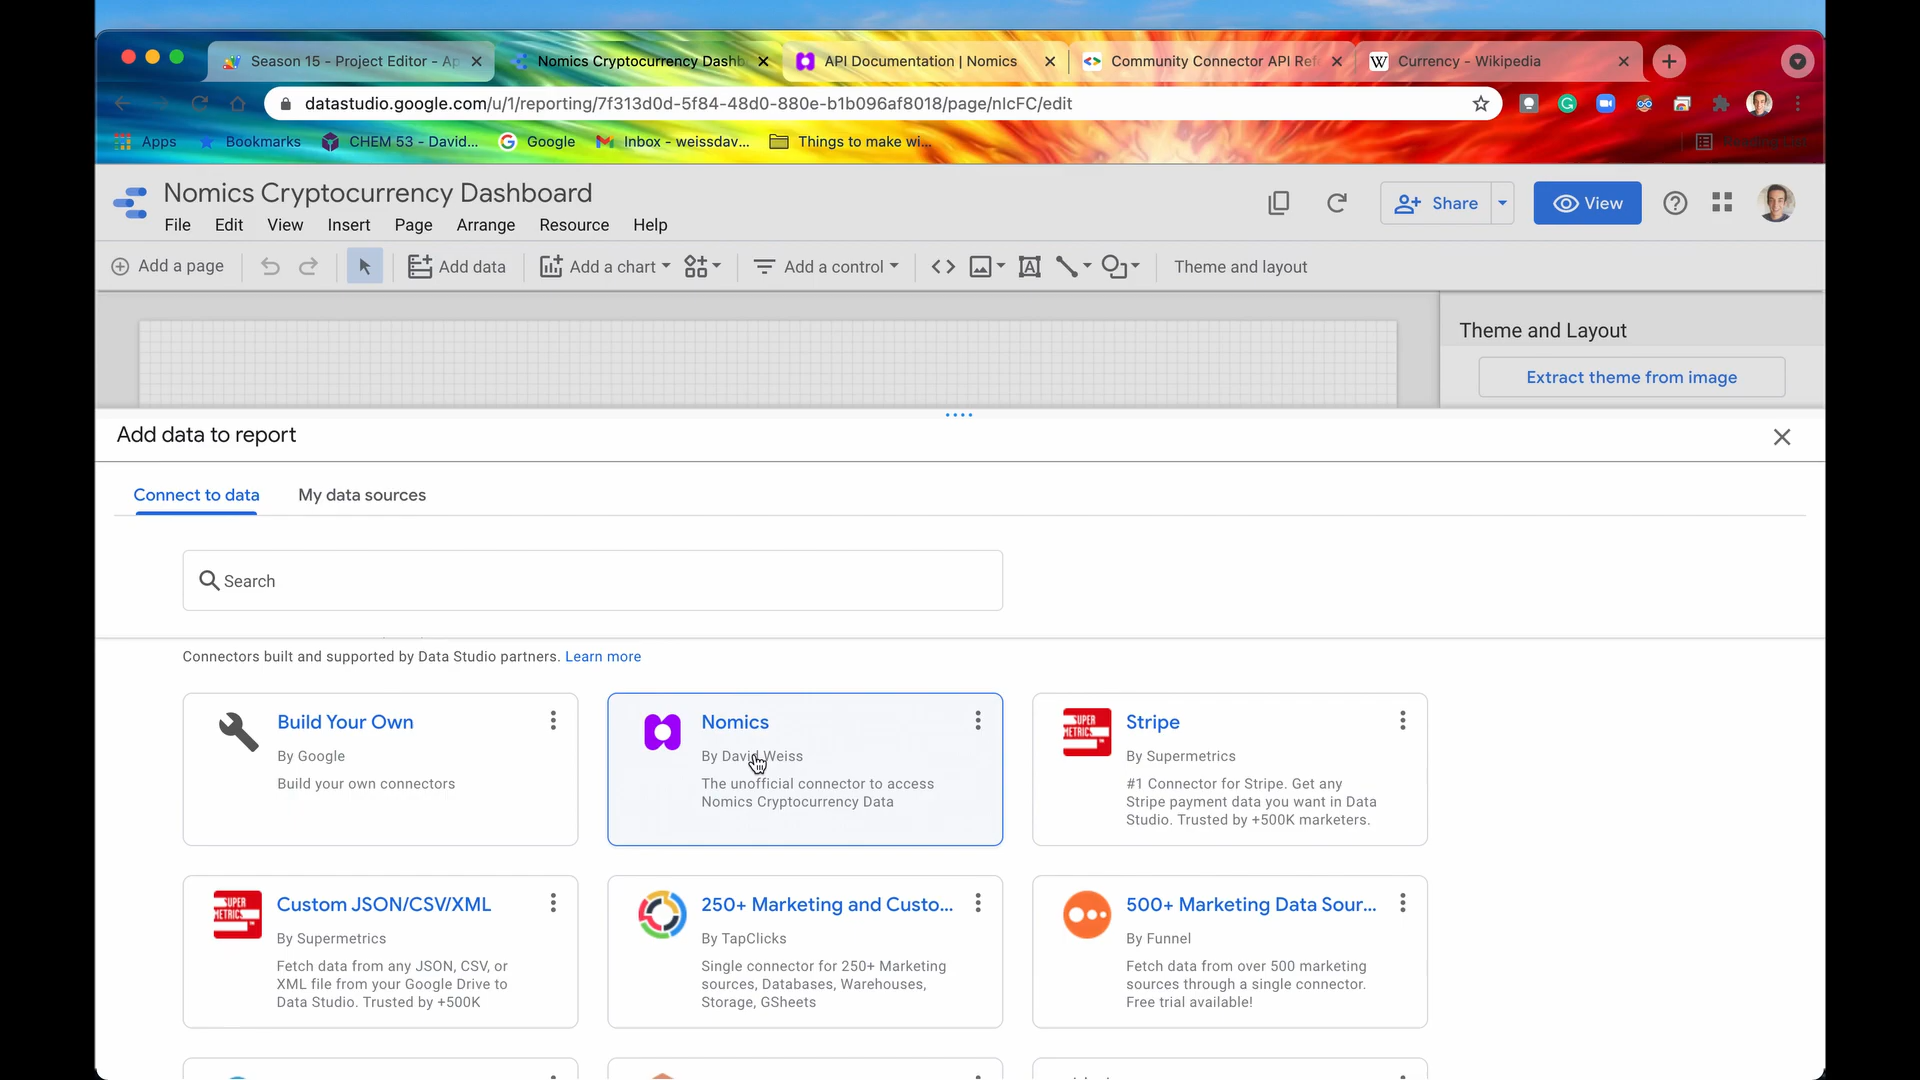 Season 15 - Project Editor - Ap
Nomics Cryptocurrency Dashb
API Documentation | Nomics
Community Connector API Ref
Currency - Wikipedia
datastudio.google.com/u/1/reporting/7f313d0d-5f84-48d0-880e-b1b096af8018/page/nlcFC/edit
Apps
Bookmarks
CHEM 53 - David...
Google
Inbox - weissdav...
Things to make wi...
Reading List
Nomics Cryptocurrency Dashboard
File Edit View Insert Page Arrange Resource Help
Share
View
Add a page
Add data
Add a chart
Add a control
Theme and layout
Theme and Layout
Extract theme from image
Add data to report
Connect to data
My data sources
Search
Connectors built and supported by Data Studio partners. Learn more
Build Your Own
By Google
Build your own connectors
Nomics
By David Weiss
The unofficial connector to access
Nomics Cryptocurrency Data
SUPER
METRICS
Stripe
By Supermetrics
#1 Connector for Stripe. Get any
Stripe payment data you want in Data
Studio. Trusted by +500K marketers.
SUPER
METRICS
Custom JSON/CSV/XML
By Supermetrics
Fetch data from any JSON, CSV, or
XML file from your Google Drive to
Data Studio. Trusted by +500K
250+ Marketing and Custo...
By TapClicks
Single connector for 250+ Marketing
sources, Databases, Warehouses,
Storage, GSheets
500+ Marketing Data Sour...
By Funnel
Fetch data from over 500 marketing
sources through a single connector.
Free trial available!